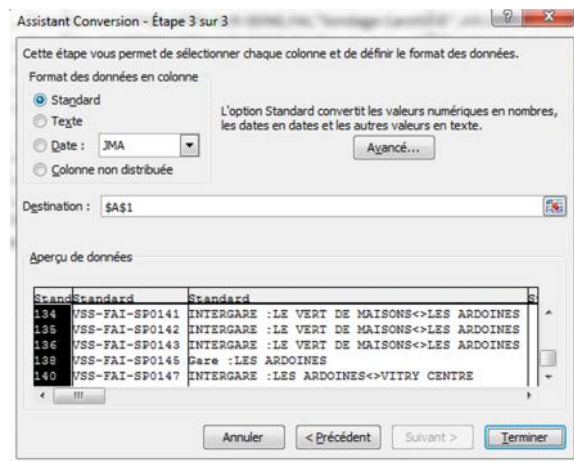 Assistant Conversion - Étape 3 sur 3
Cette étape vous permet de sélectionner chaque colonne et de définir le format des données.
Format des données en colonne
Standard
Texte
Date : JMA
Colonne non distribuée
L'option Standard convertit les valeurs numériques en nombres,
les dates en dates et les autres valeurs en texte.
Avancé...
Destination : $A$1
Aperçu de données
Stand Standard Standard S
134 VSS-FAI-SP0141 INTERGARE :LE VERT DE MAISONS<>LES ARDOINES
135 VSS-FAI-SP0142 INTERGARE :LE VERT DE MAISONS<>LES ARDOINES
136 VSS-FAI-SP0143 INTERGARE :LE VERT DE MAISONS<>LES ARDOINES
138 VSS-FAI-SP0145 Gare :LES ARDOINES
140 VSS-FAI-SP0147 INTERGARE :LES ARDOINES<>VITRY CENTRE
Annuler < Précédent Suivant > Terminer